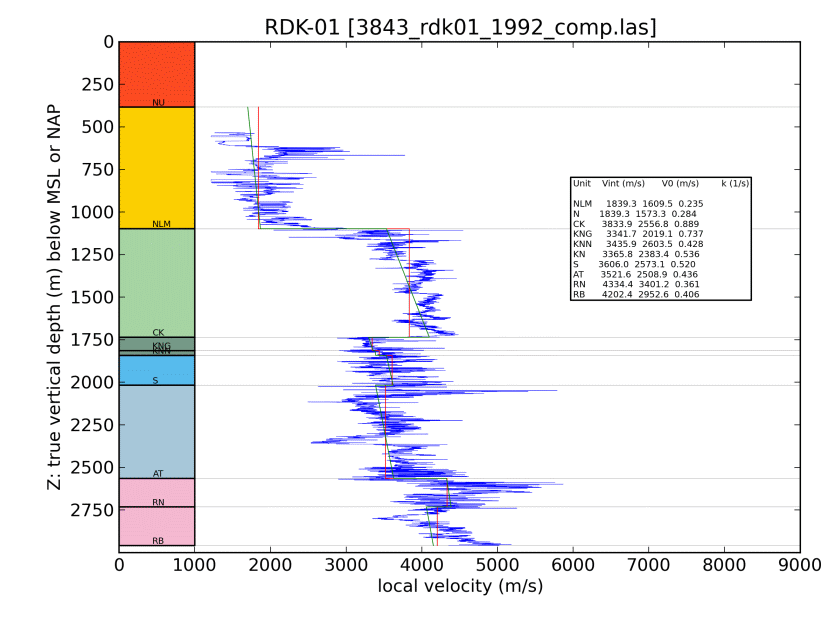 RDK-01 [3843_rdk01_1992_comp.las]
Z: true vertical depth (m) below MSL or NAP
0
250
500
750
1000
1250
1500
1750
2000
2250
2500
2750
NU
NLM
CK
KNG
KNN
S
AT
RN
RB
Unit Vint (m/s) V0 (m/s) k (1/s)
NLM 1839.3 1609.5 0.235
N 1839.3 1573.3 0.284
CK 3833.9 2556.8 0.889
KNG 3341.7 2019.1 0.737
KNN 3435.9 2603.5 0.428
KN 3365.8 2383.4 0.536
S 3606.0 2573.1 0.520
AT 3521.6 2508.9 0.436
RN 4334.4 3401.2 0.361
RB 4202.4 2952.6 0.406
0 1000 2000 3000 4000 5000 6000 7000 8000 9000
local velocity (m/s)